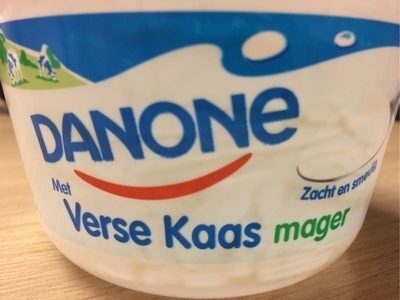 DANONE
Met
Verse Kaas mager
Zacht en smeuïg